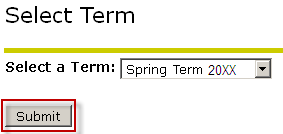 Select Term
Select a Term: Spring Term 20XX
Submit